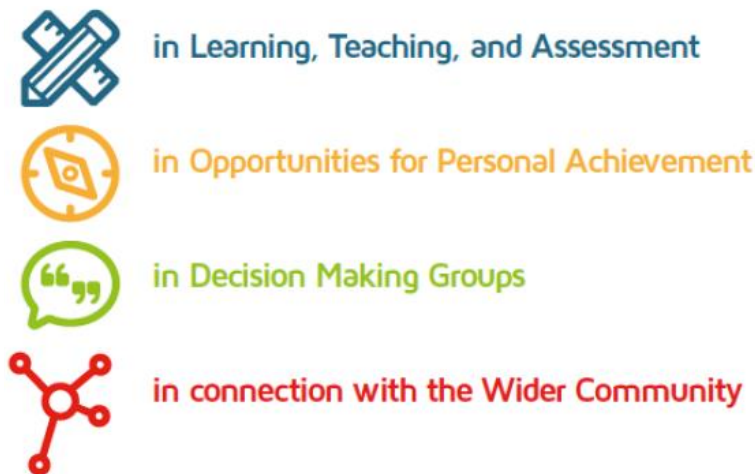 in Learning, Teaching, and Assessment
in Opportunities for Personal Achievement
in Decision Making Groups
in connection with the Wider Community